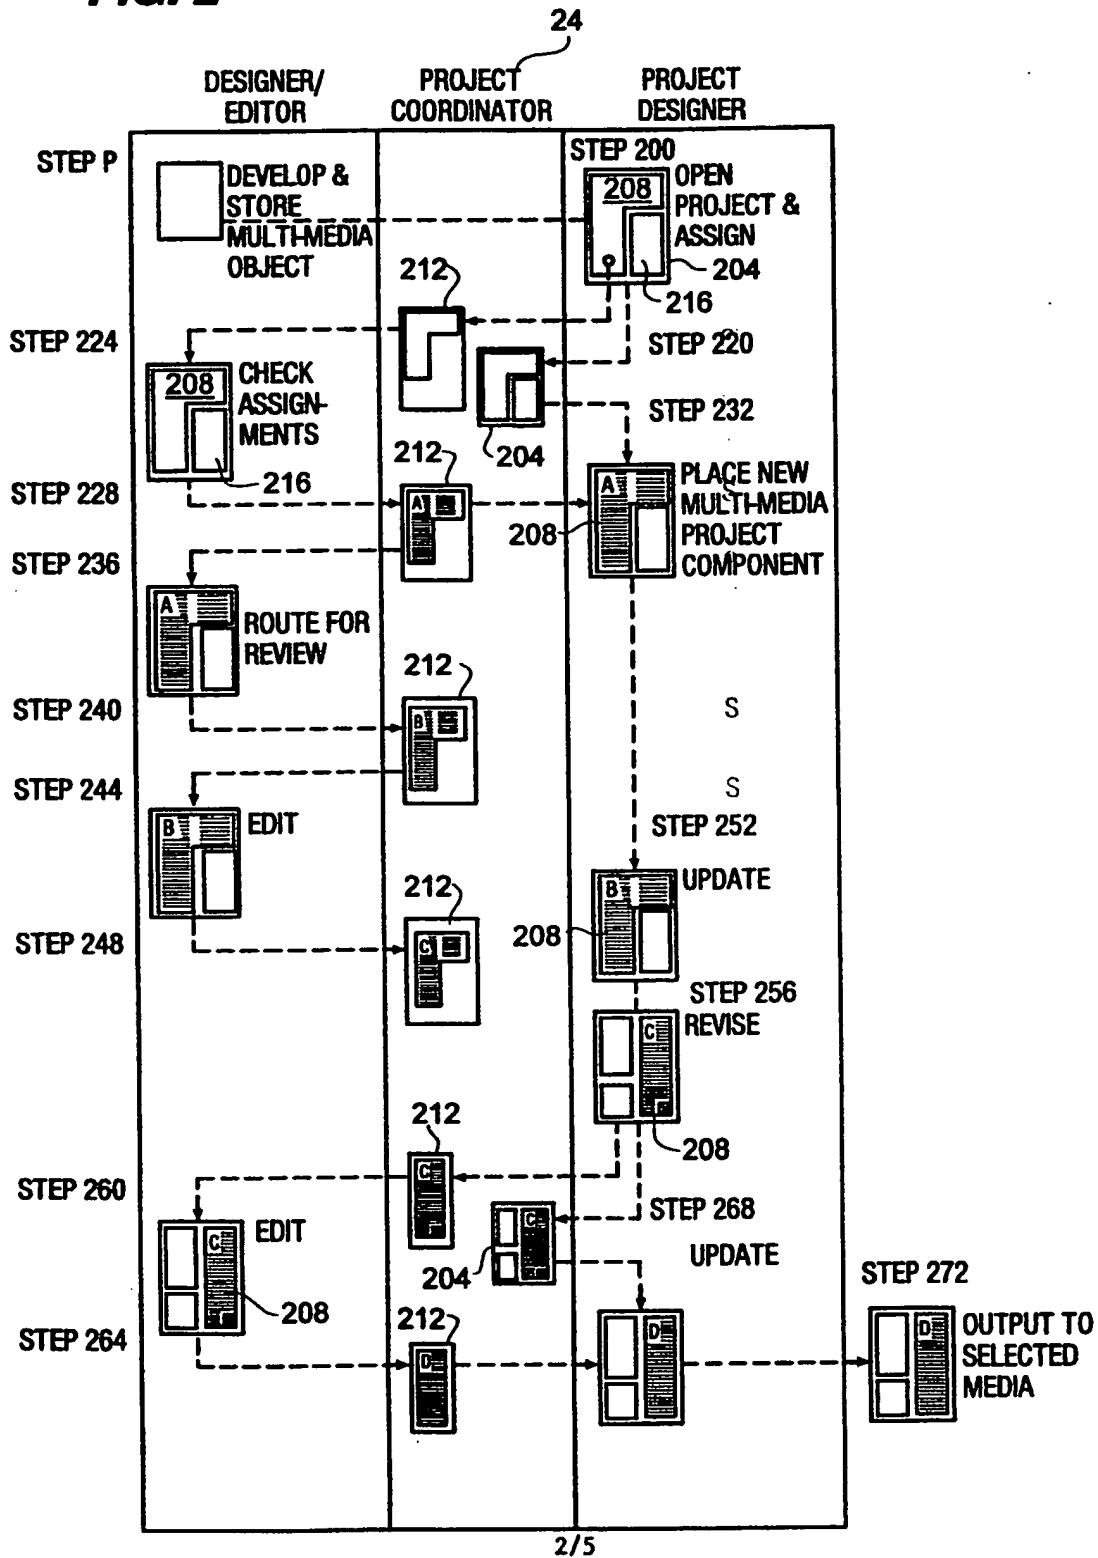 24
DESIGNER/
EDITOR
PROJECT
COORDINATOR
PROJECT
DESIGNER
STEP P
DEVELOP &
STORE
MULTI-MEDIA
OBJECT
STEP 200
208
OPEN
PROJECT &
ASSIGN
204
216
212
STEP 224
STEP 220
208
CHECK
ASSIGN-
MENTS
216
204
STEP 232
212
STEP 228
A
A
208
PLACE NEW
MULTI-MEDIA
PROJECT
COMPONENT
STEP 236
A
ROUTE FOR
REVIEW
212
STEP 240
B
S
STEP 244
S
B
EDIT
STEP 252
212
B
UPDATE
208
STEP 248
C
STEP 256
REVISE
C
212
208
STEP 260
C
STEP 268
C
204
EDIT
C
208
UPDATE
STEP 272
STEP 264
212
D
D
D
OUTPUT TO
SELECTED
MEDIA
2/5